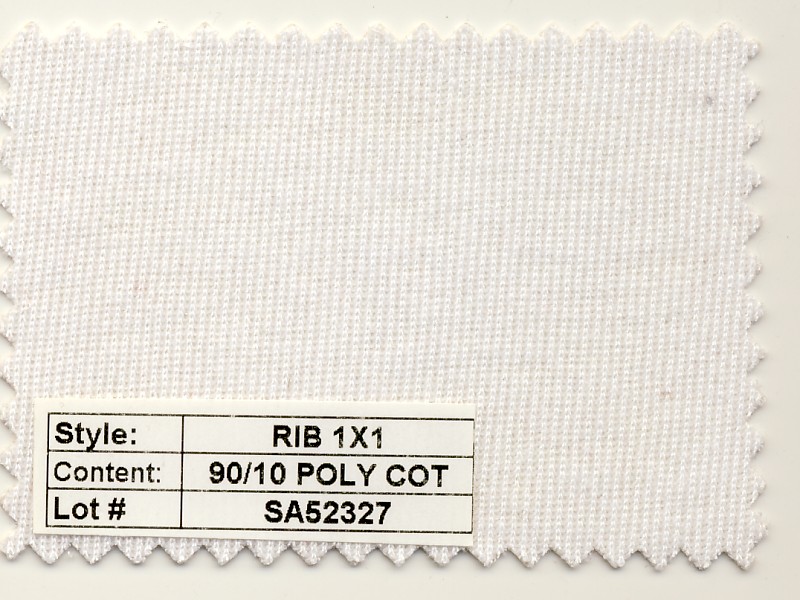 Style: RIB 1X1
Content: 90/10 POLY COT
Lot # SA52327